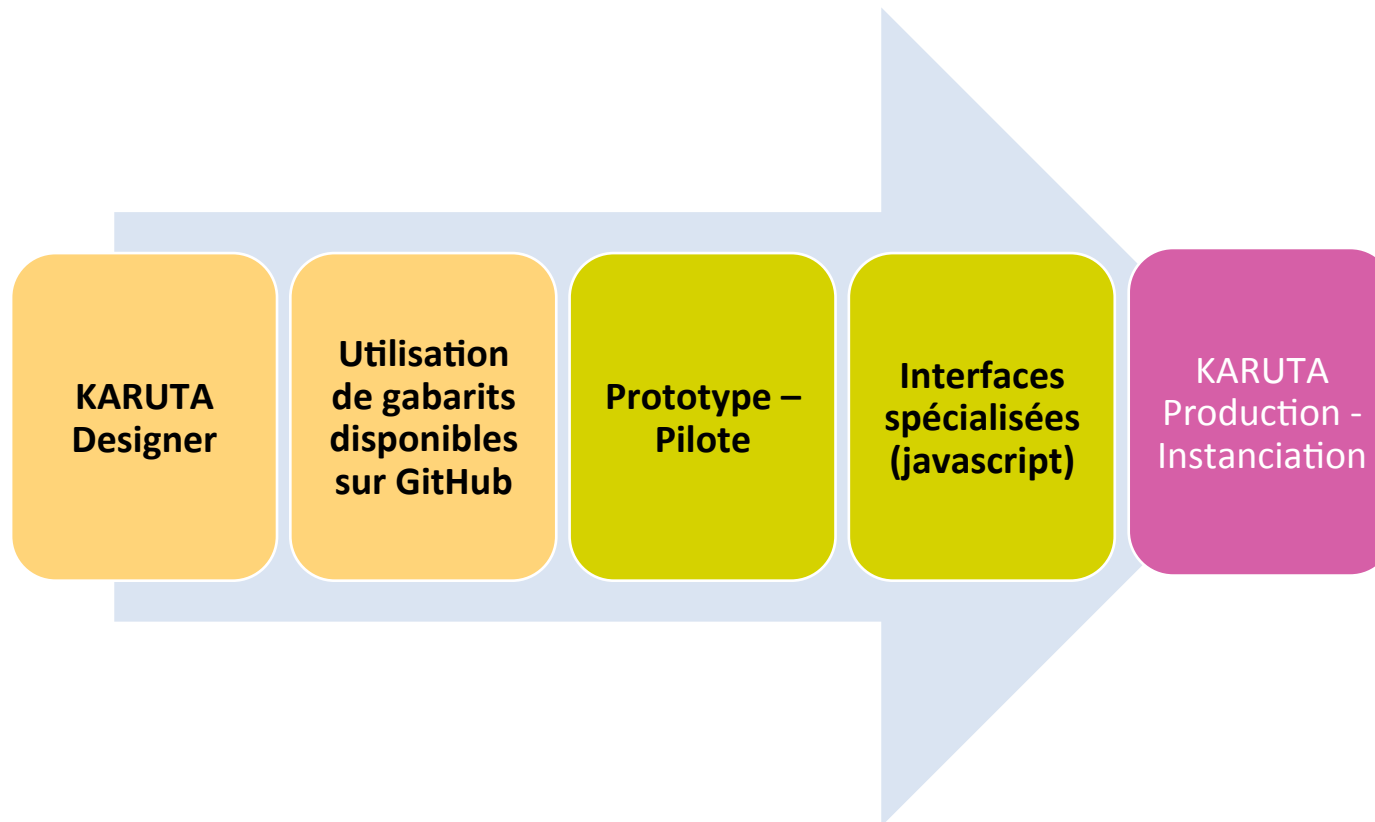 KARUTA
Designer
Utilisation
de gabarits
disponibles
sur GitHub
Prototype –
Pilote
Interfaces
spécialisées
(javascript)
KARUTA
Production -
Instanciation